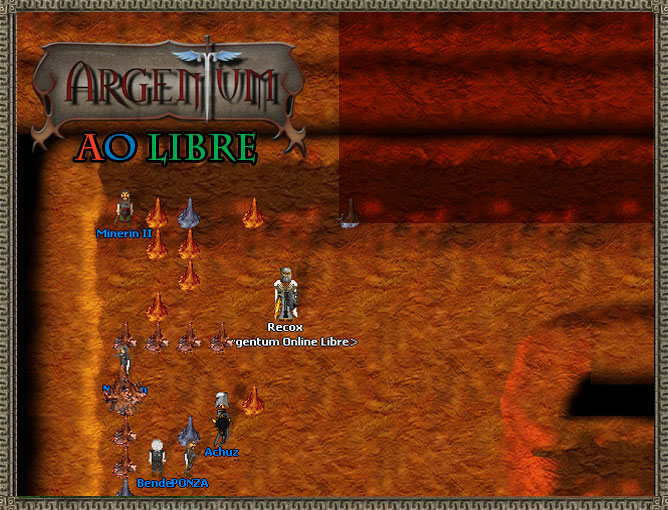 ARGENTUM
AO LIBRE
Minerin II
Recox
rgentum Online Libre>
Achuz
BendePONZA